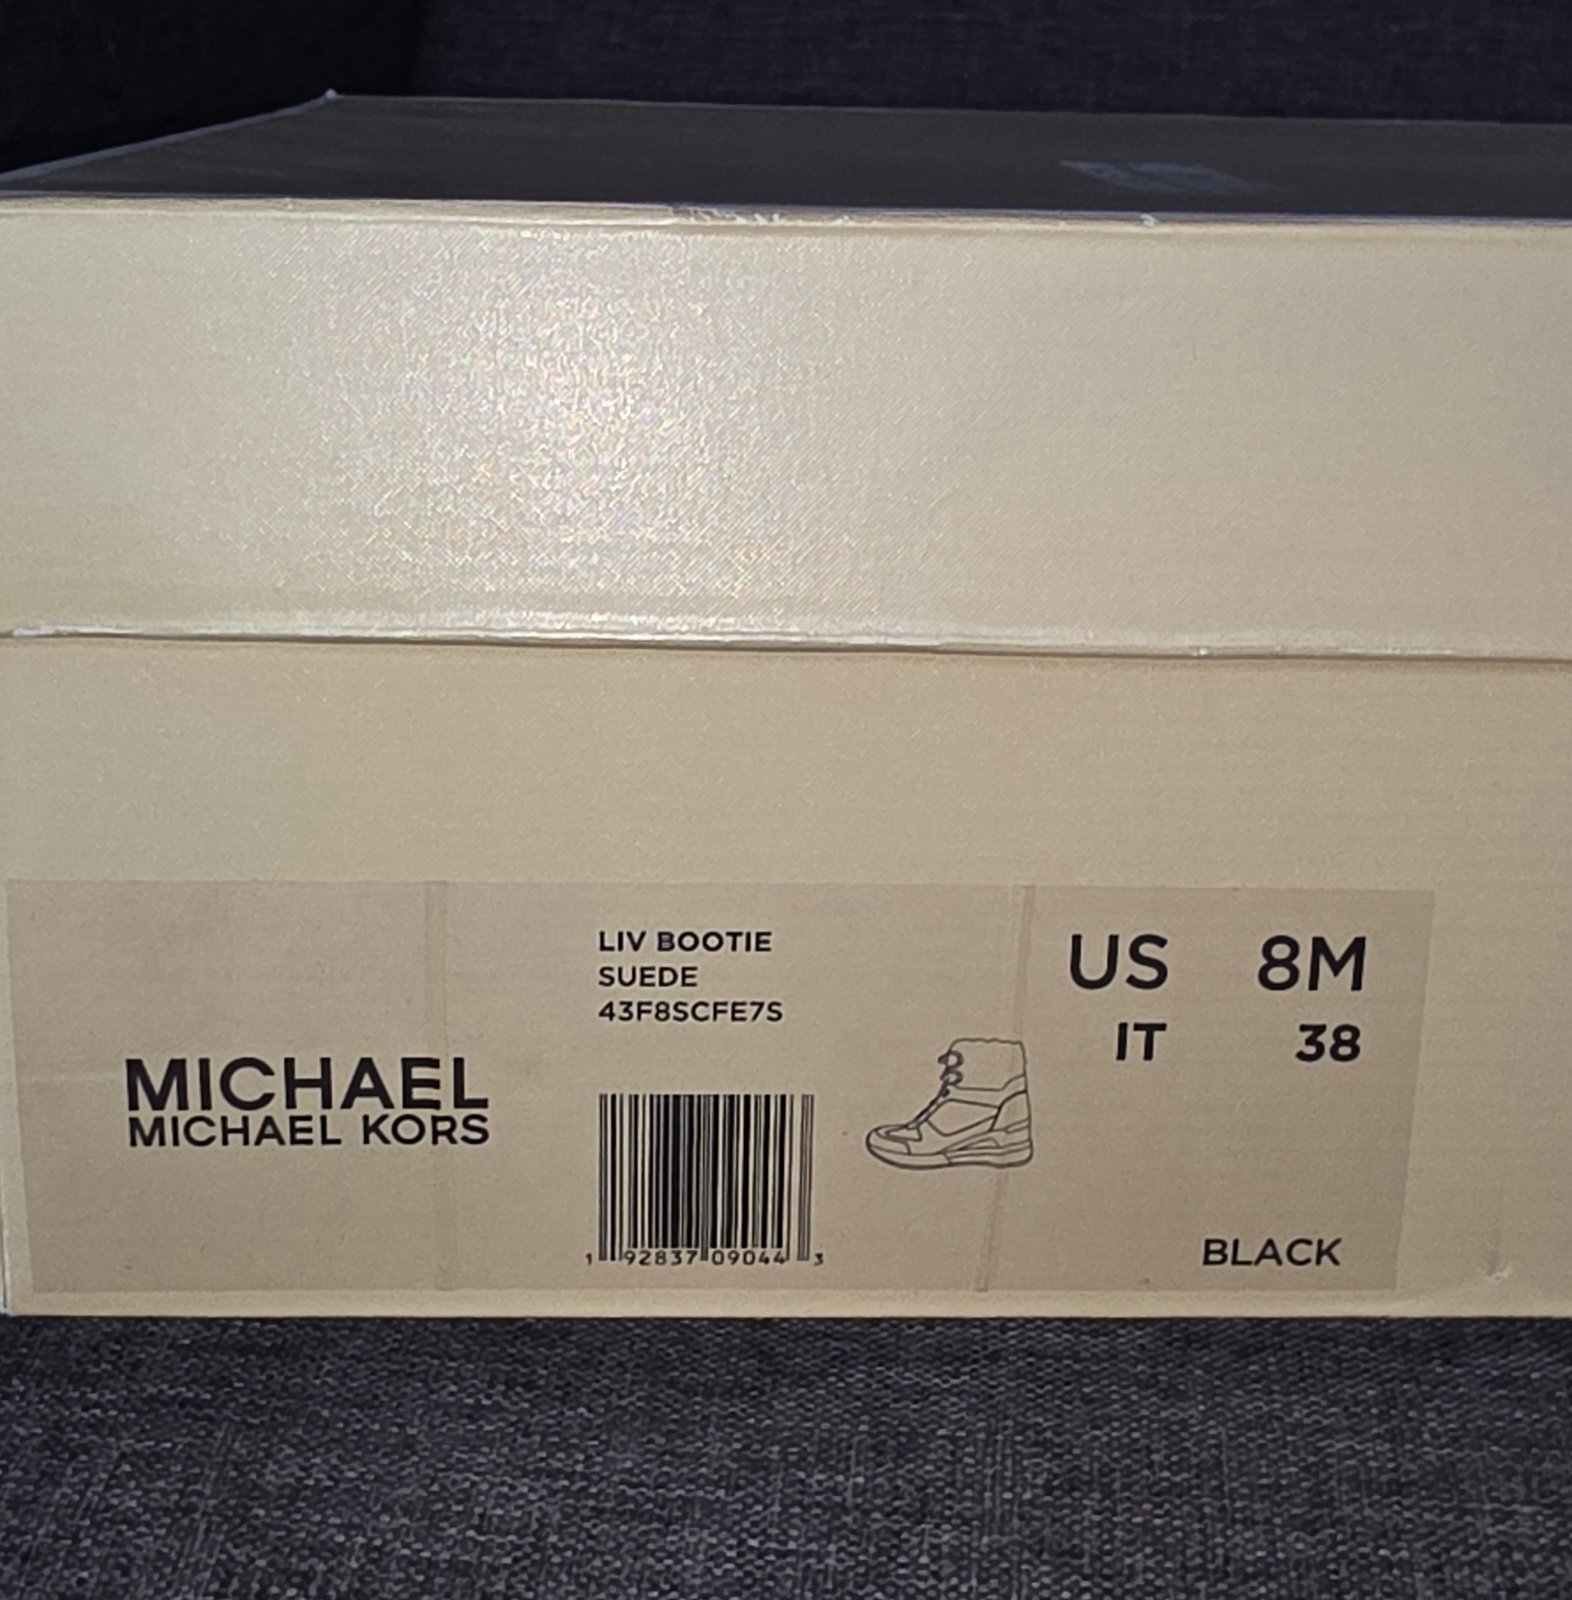 MICHAEL
MICHAEL KORS
LIV BOOTIE
SUEDE
43F8SCFE7S
1 92837 09044 3
US 8M
IT 38
BLACK